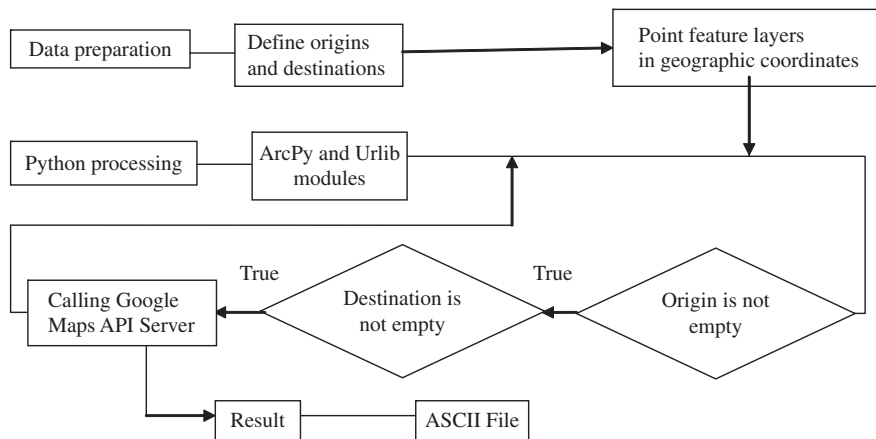 Data preparation
Define origins
and destinations
Point feature layers
in geographic coordinates
Python processing
ArcPy and Urlib
modules
True
True
Calling Google
Maps API Server
Destination is
not empty
Origin is not
empty
Result
ASCII File